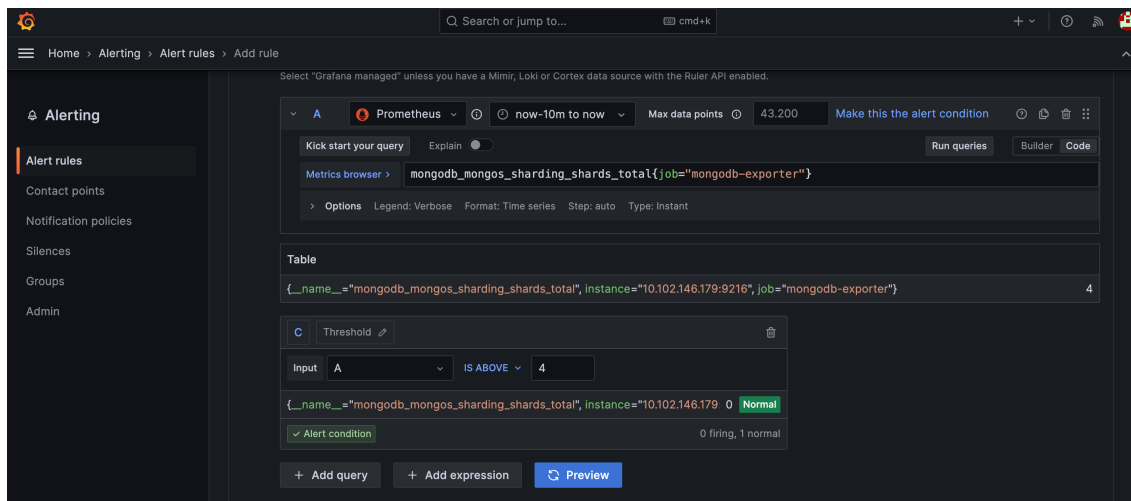 Search or jump to... cmd+k
Home > Alerting > Alert rules > Add rule
Select "Grafana managed" unless you have a Mimir, Loki or Cortex data source with the Ruler API enabled.
Alerting
Alert rules
Contact points
Notification policies
Silences
Groups
Admin
A Prometheus now-10m to now Max data points 43.200 Make this the alert condition
Kick start your query Explain Run queries Builder Code
Metrics browser > mongodb_mongos_sharding_shards_total{job="mongodb-exporter"}
> Options Legend: Verbose Format: Time series Step: auto Type: Instant
Table
{__name__="mongodb_mongos_sharding_shards_total", instance="10.102.146.179:9216", job="mongodb-exporter"} 4
C Threshold
Input A IS ABOVE 4
{__name__="mongodb_mongos_sharding_shards_total", instance="10.102.146.179 0 Normal
Alert condition 0 firing, 1 normal
+ Add query + Add expression Preview